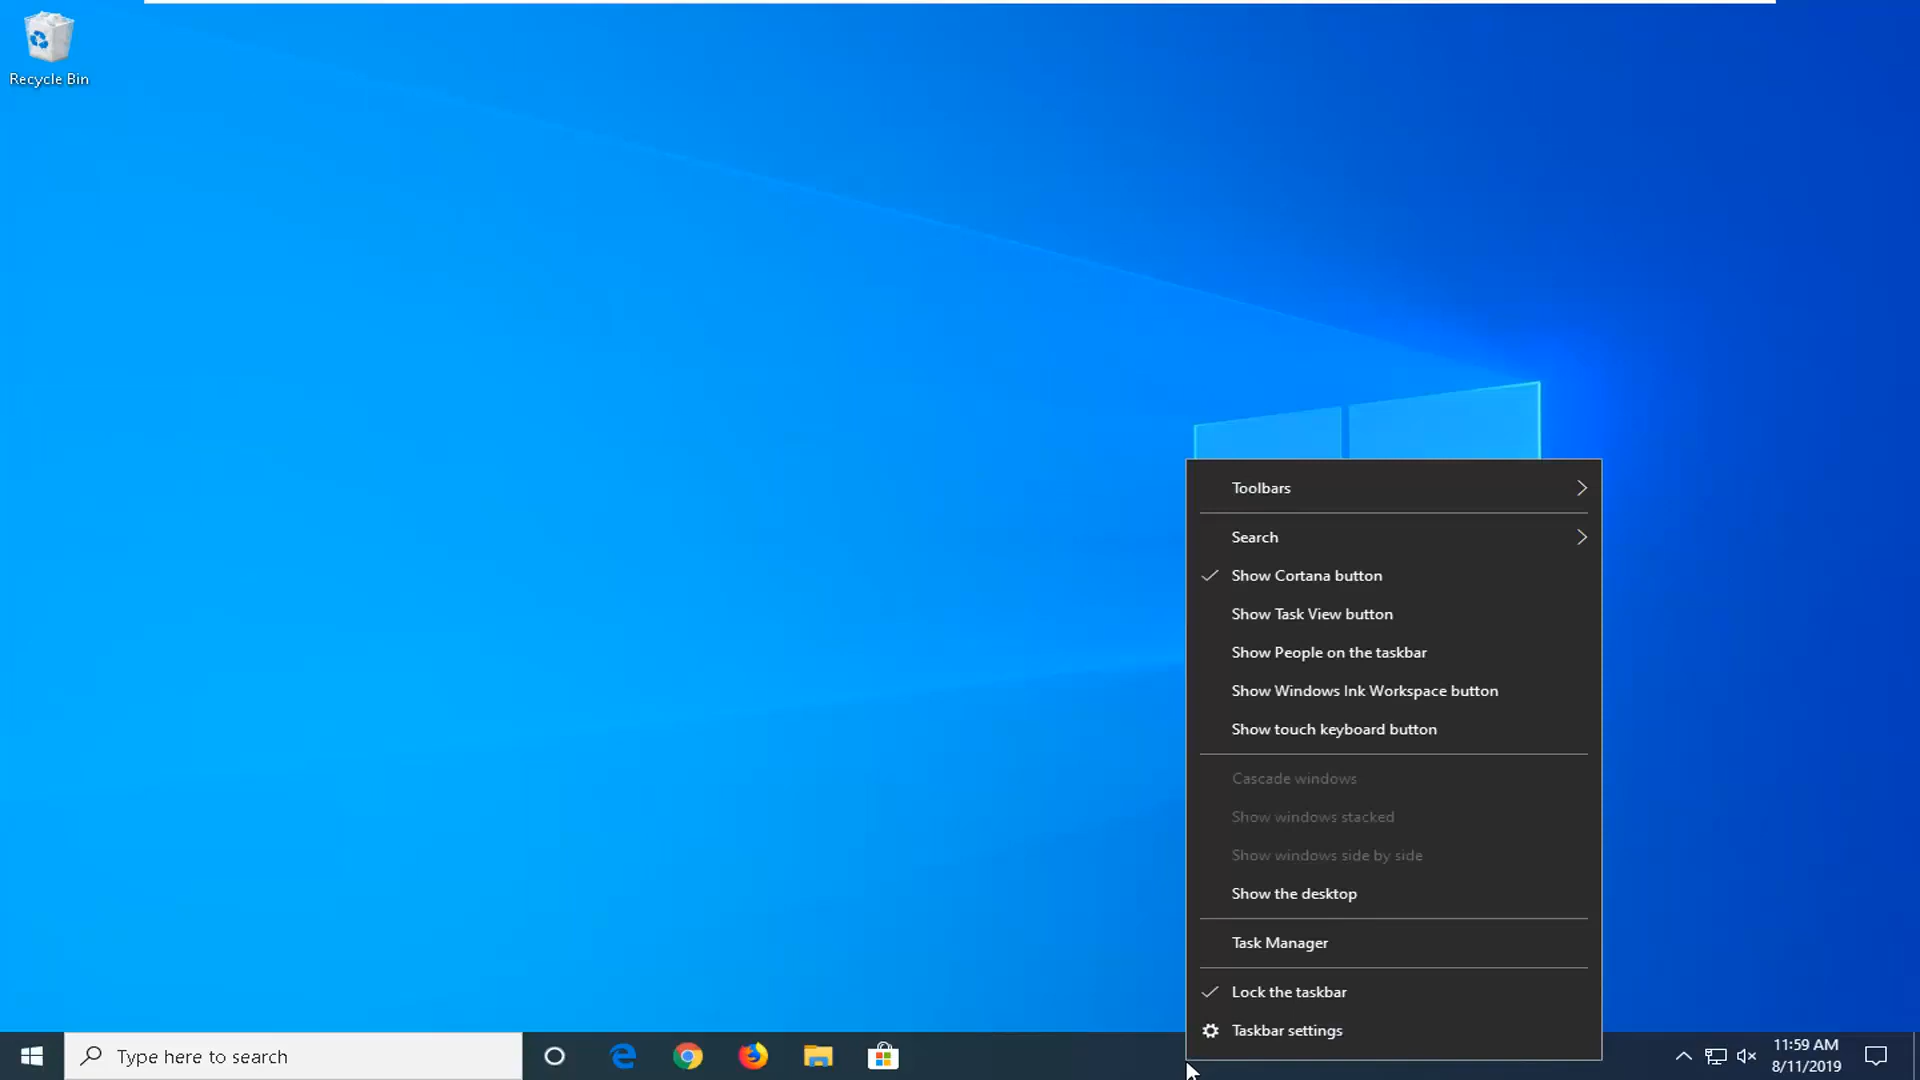 Recycle Bin
Toolbars
Search
Show Cortana button
Show Task View button
Show People on the taskbar
Show Windows Ink Workspace button
Show touch keyboard button
Cascade windows
Show windows stacked
Show windows side by side
Show the desktop
Task Manager
Lock the taskbar
Taskbar settings
Type here to search
11:59 AM
8/11/2019